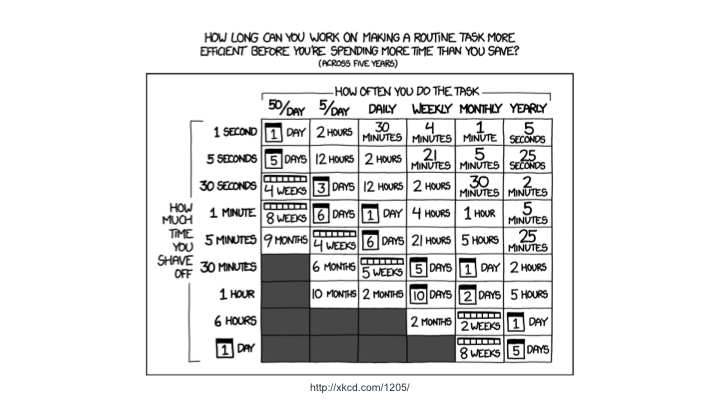 HOW LONG CAN YOU WORK ON MAKING A ROUTINE TASK MORE
EFFICIENT BEFORE YOU'RE SPENDING MORE TIME THAN YOU SAVE?
(ACROSS FIVE YEARS)
HOW OFTEN YOU DO THE TASK
50/DAY 5/DAY DAILY WEEKLY MONTHLY YEARLY
HOW MUCH TIME YOU SHAVE OFF
1 SECOND 1 DAY 2 HOURS 30 MINUTES 4 MINUTES 1 MINUTE 5 SECONDS
5 SECONDS 5 DAYS 12 HOURS 2 HOURS 21 MINUTES 5 MINUTES 25 SECONDS
30 SECONDS 4 WEEKS 3 DAYS 12 HOURS 2 HOURS 30 MINUTES 2 MINUTES
1 MINUTE 8 WEEKS 6 DAYS 1 DAY 4 HOURS 1 HOUR 5 MINUTES
5 MINUTES 9 MONTHS 4 WEEKS 6 DAYS 21 HOURS 5 HOURS 25 MINUTES
30 MINUTES 6 MONTHS 5 WEEKS 5 DAYS 1 DAY 2 HOURS
1 HOUR 10 MONTHS 2 MONTHS 10 DAYS 2 DAYS 5 HOURS
6 HOURS 2 MONTHS 2 WEEKS 1 DAY
1 DAY 8 WEEKS 5 DAYS
http://xkcd.com/1205/